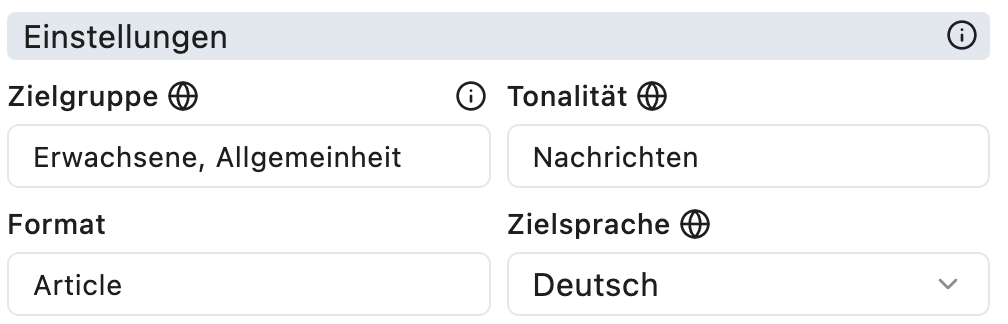 Einstellungen
Zielgruppe
Tonalität
Erwachsene, Allgemeinheit
Nachrichten
Format
Zielsprache
Article
Deutsch